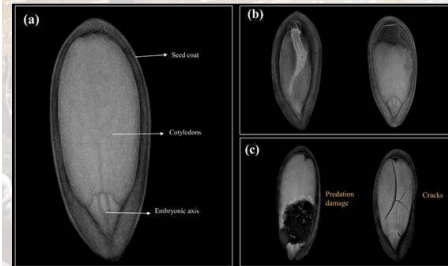 (a)
Seed coat
Cotyledons
Embryonic axis
(b)
(c)
Predation
damage
Cracks